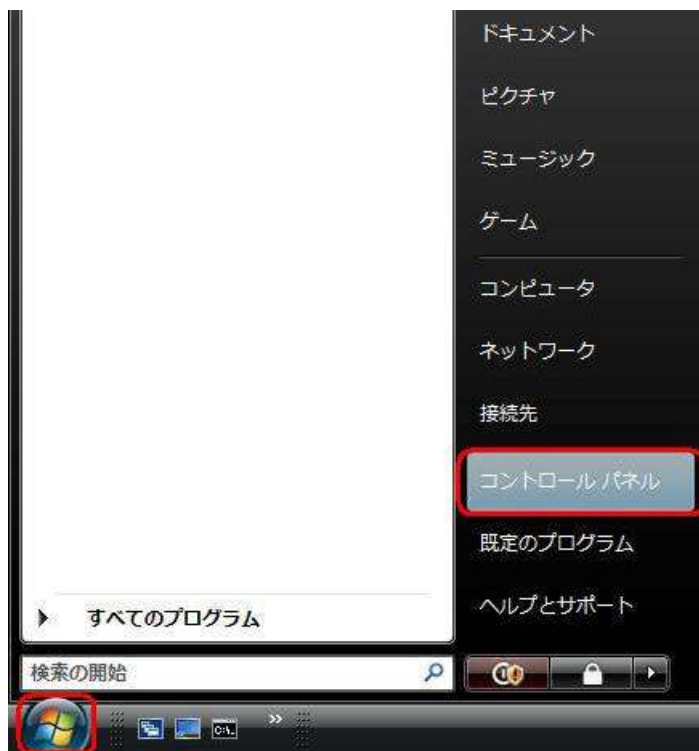 ドキュメント
ピクチャ
ミュージック
ゲーム
コンピュータ
ネットワーク
接続先
コントロール パネル
既定のプログラム
ヘルプとサポート
すべてのプログラム
検索の開始
C:\.
»